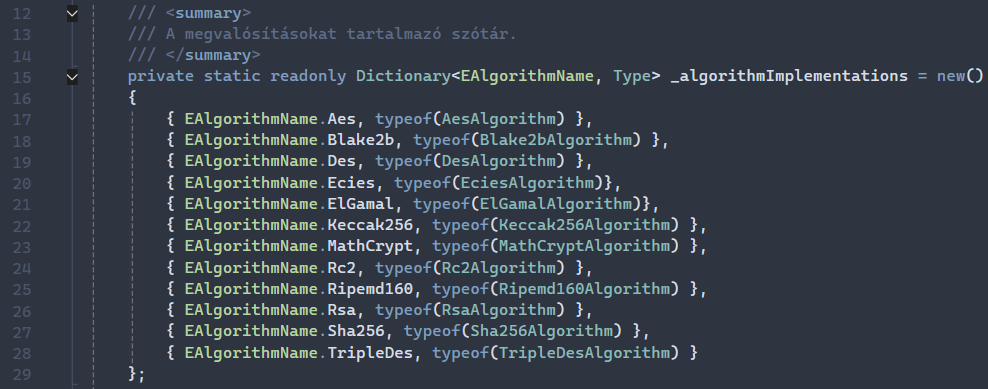 12 /// <summary>
13 /// A megvalósításokat tartalmazó szótár.
14 /// </summary>
15 private static readonly Dictionary<EAlgorithmName, Type> _algorithmImplementations = new()
16 {
17 { EAlgorithmName.Aes, typeof(AesAlgorithm) },
18 { EAlgorithmName.Blake2b, typeof(Blake2bAlgorithm) },
19 { EAlgorithmName.Des, typeof(DesAlgorithm) },
20 { EAlgorithmName.Ecies, typeof(EciesAlgorithm)},
21 { EAlgorithmName.ElGamal, typeof(ElGamalAlgorithm)},
22 { EAlgorithmName.Keccak256, typeof(Keccak256Algorithm) },
23 { EAlgorithmName.MathCrypt, typeof(MathCryptAlgorithm) },
24 { EAlgorithmName.Rc2, typeof(Rc2Algorithm) },
25 { EAlgorithmName.Ripemd160, typeof(Ripemd160Algorithm) },
26 { EAlgorithmName.Rsa, typeof(RsaAlgorithm) },
27 { EAlgorithmName.Sha256, typeof(Sha256Algorithm) },
28 { EAlgorithmName.TripleDes, typeof(TripleDesAlgorithm) }
29 };